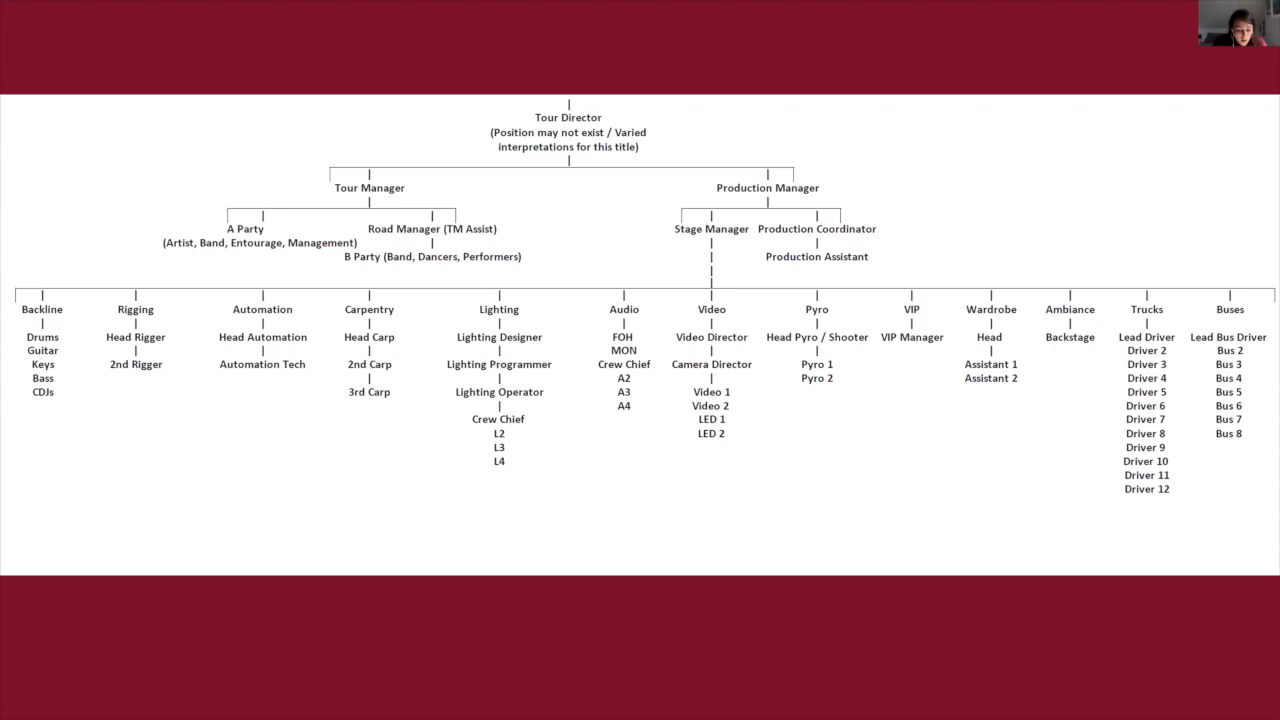 Tour Director
(Position may not exist / Varied
interpretations for this title)
Tour Manager
Production Manager
A Party
Road Manager (TM Assist)
Stage Manager
Production Coordinator
(Artist, Band, Entourage, Management)
B Party (Band, Dancers, Performers)
Production Assistant
Backline
Drums
Guitar
Keys
Bass
CDJs
Rigging
Head Rigger
2nd Rigger
Automation
Head Automation
Automation Tech
Carpentry
Head Carp
2nd Carp
3rd Carp
Lighting
Lighting Designer
Lighting Programmer
Lighting Operator
Crew Chief
L2
L3
L4
Audio
FOH
MON
Crew Chief
A2
A3
A4
Video
Video Director
Camera Director
Video 1
Video 2
LED 1
LED 2
Pyro
Head Pyro / Shooter
Pyro 1
Pyro 2
VIP
VIP Manager
Wardrobe
Head
Assistant 1
Assistant 2
Ambiance
Backstage
Trucks
Lead Driver
Driver 2
Driver 3
Driver 4
Driver 5
Driver 6
Driver 7
Driver 8
Driver 9
Driver 10
Driver 11
Driver 12
Buses
Lead Bus Driver
Bus 2
Bus 3
Bus 4
Bus 5
Bus 6
Bus 7
Bus 8